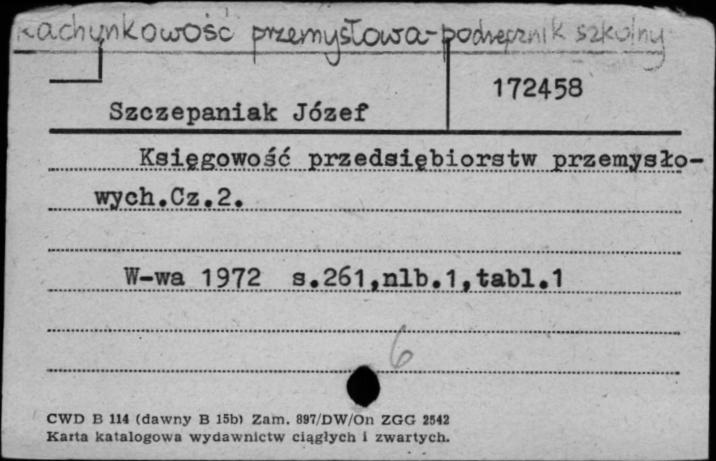 Rachunkowość przemysłowa-podręcznik szkolny
172458
Szczepaniak Józef
Księgowość przedsiębiorstw przemysło-
wych.Cz.2.
W-wa 1972 s.261,nlb.1,tabl.1
6
CWD B 114 (dawny B 15b) Zam. 897/DW/On ZGG 2542
Karta katalogowa wydawnictw ciągłych i zwartych.